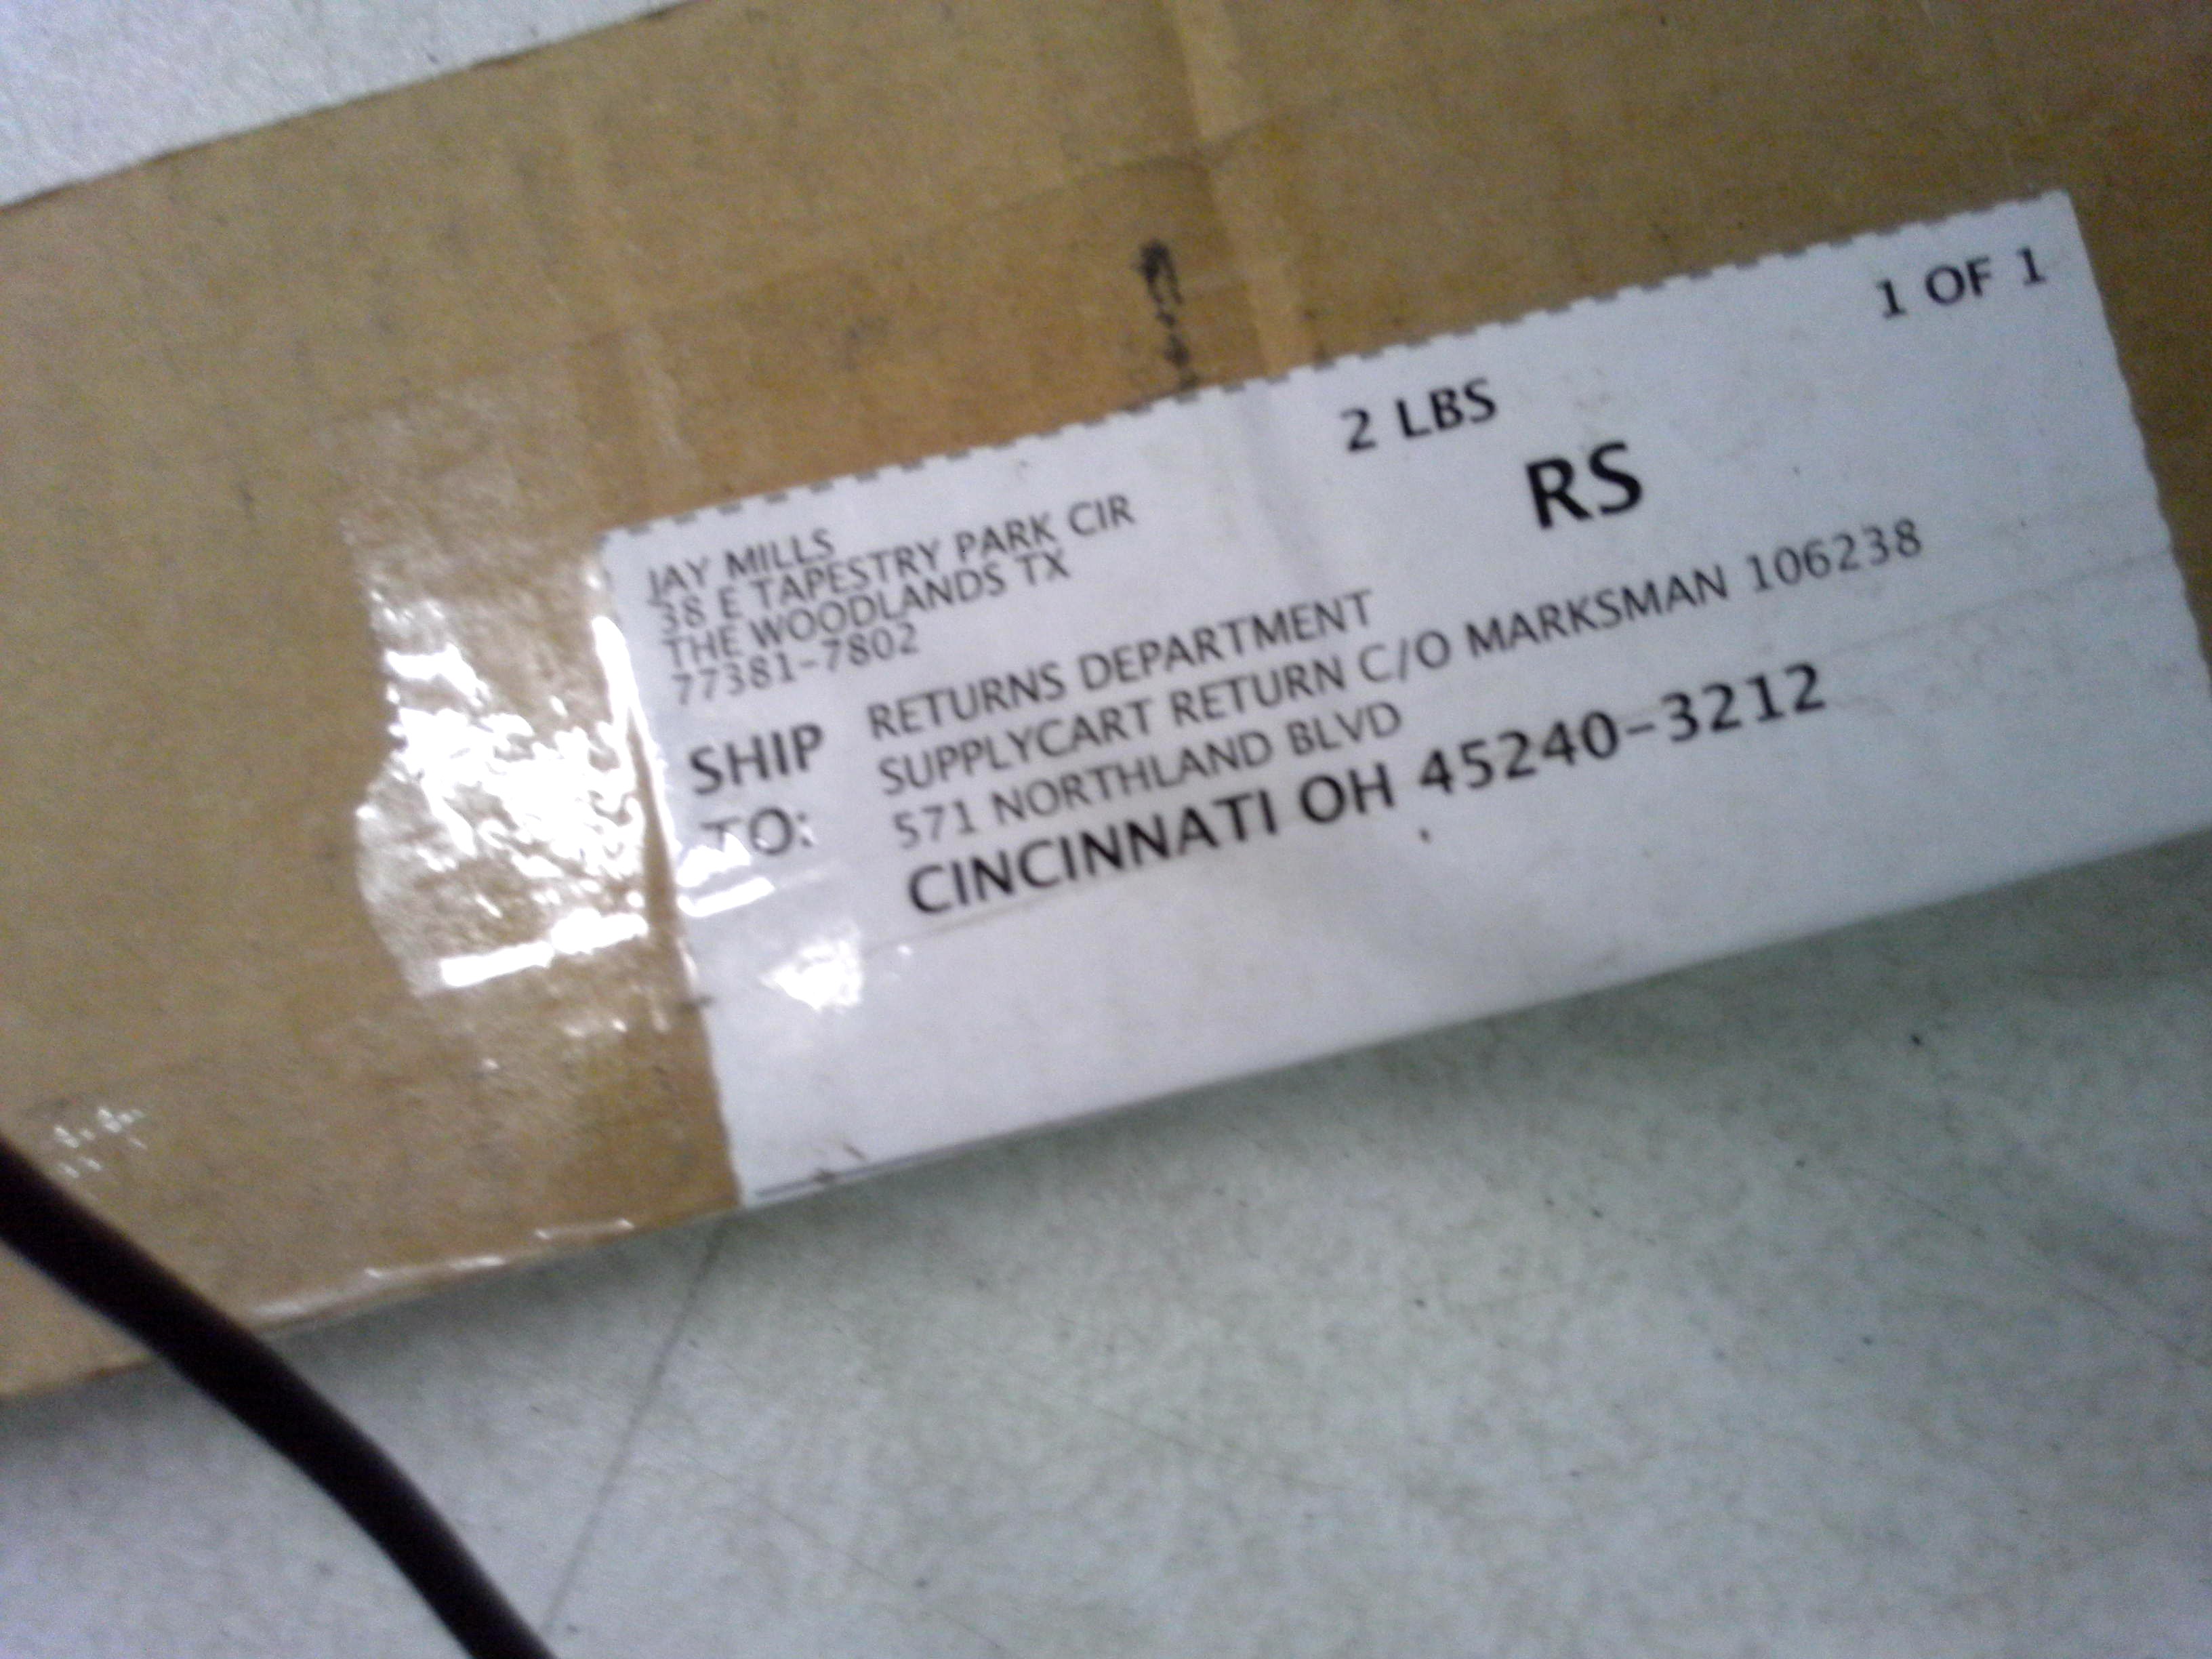 1 OF 1
2 LBS
RS
JAY MILLS
38 E TAPESTRY PARK CIR
THE WOODLANDS TX
77381-7802
SHIP TO:
RETURNS DEPARTMENT
SUPPLYCART RETURN C/O MARKSMAN 106238
571 NORTHLAND BLVD
CINCINNATI OH 45240-3212